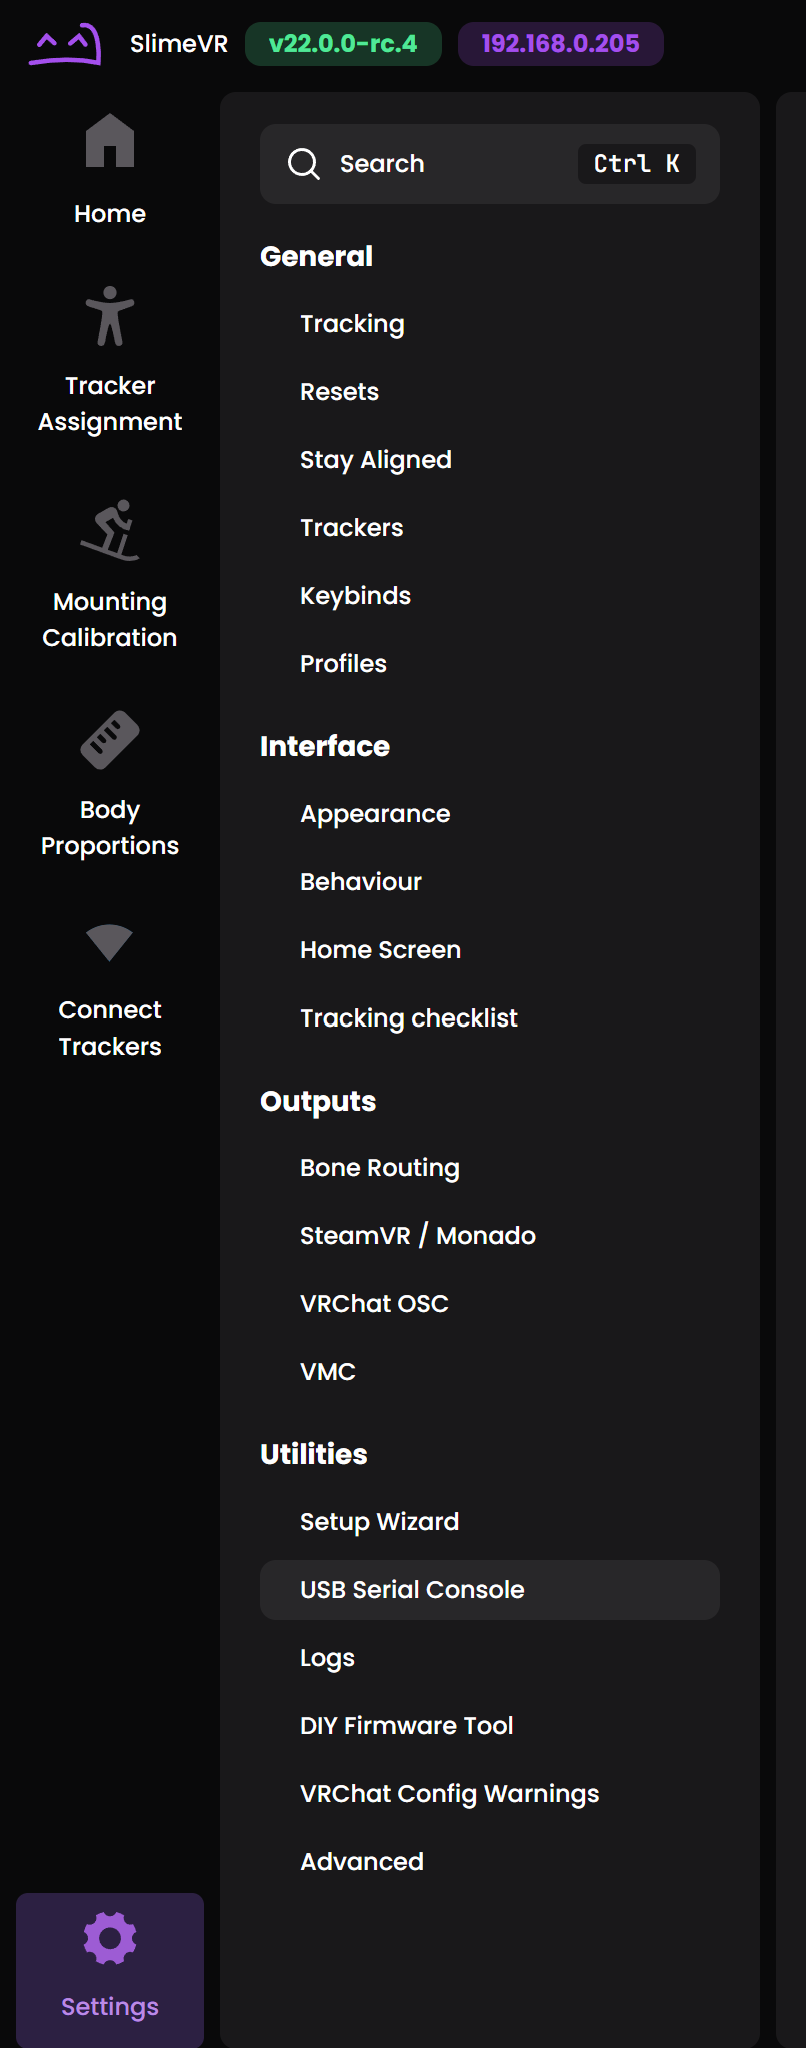 SlimeVR v22.0.0-rc.4 192.168.0.205
Home
Tracker
Assignment
Mounting
Calibration
Body
Proportions
Connect
Trackers
Settings
Search Ctrl K
General
Tracking
Resets
Stay Aligned
Trackers
Keybinds
Profiles
Interface
Appearance
Behaviour
Home Screen
Tracking checklist
Outputs
Bone Routing
SteamVR / Monado
VRChat OSC
VMC
Utilities
Setup Wizard
USB Serial Console
Logs
DIY Firmware Tool
VRChat Config Warnings
Advanced